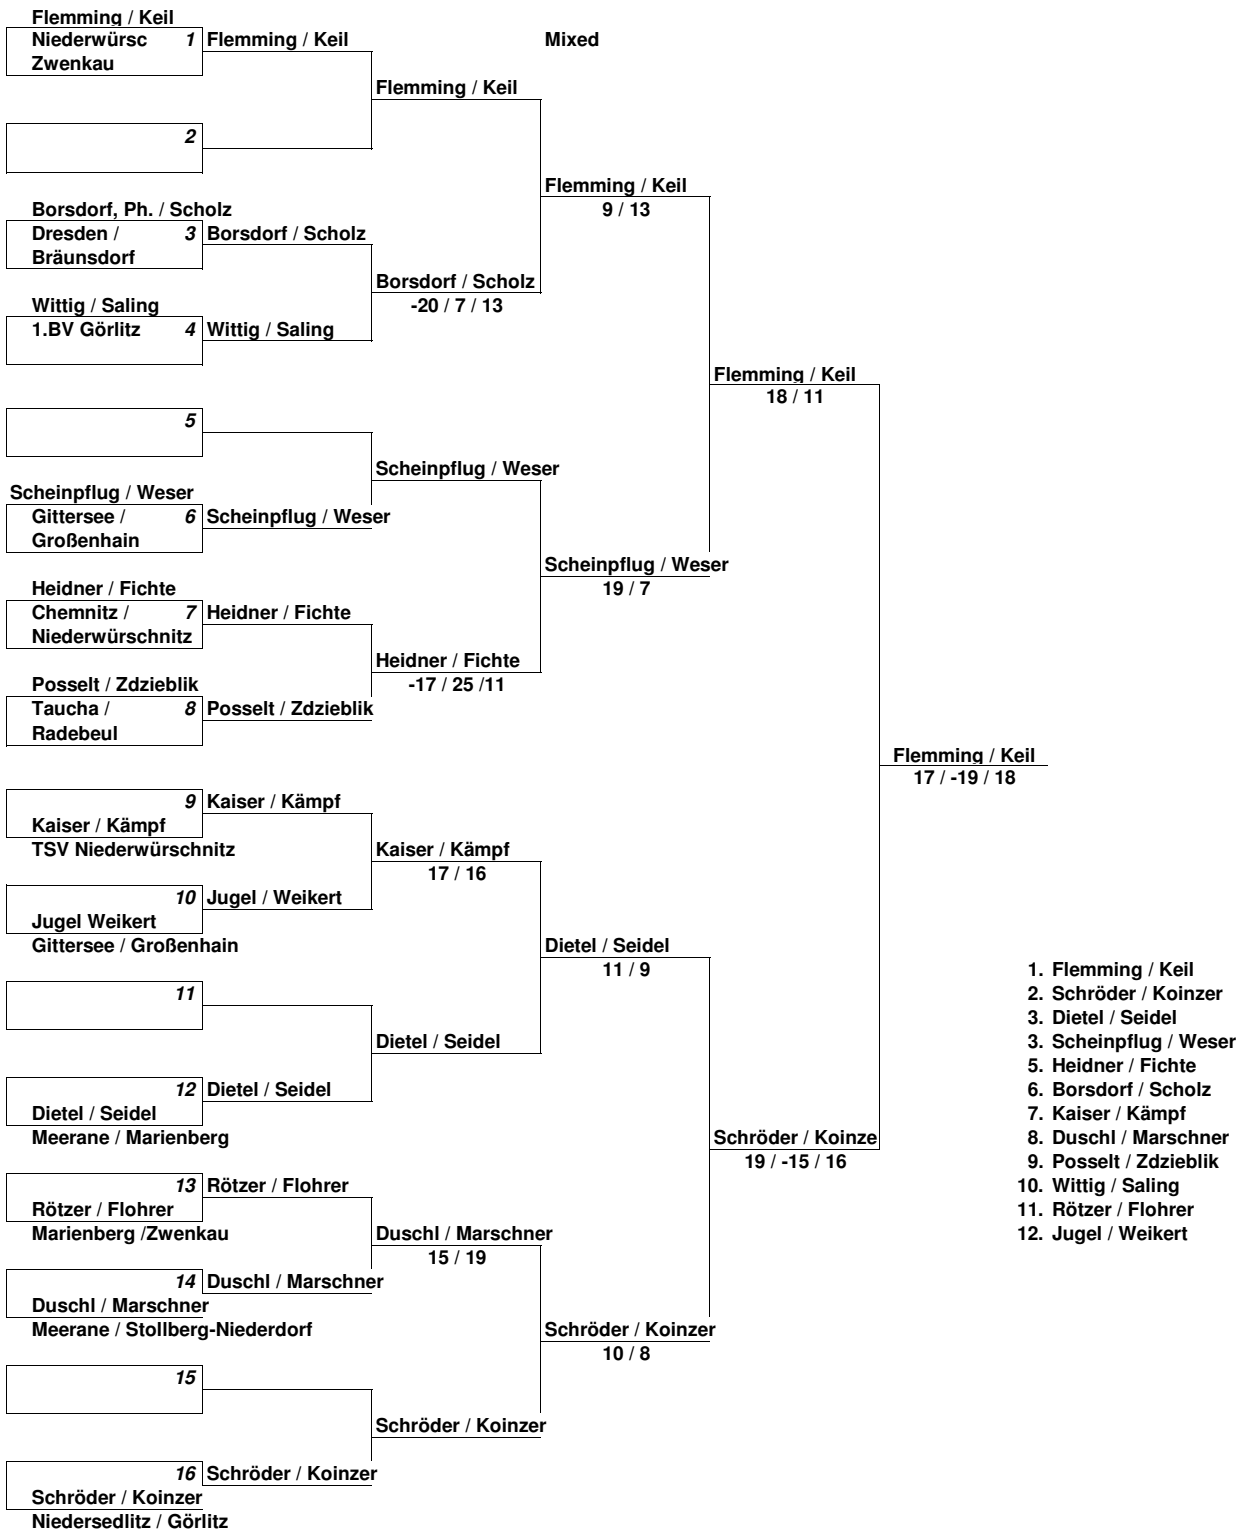 Flemming / Keil
Niederwürsc 1 Flemming / Keil Mixed
Zwenkau
Flemming / Keil
2
Flemming / Keil
Borsdorf, Ph. / Scholz 9 / 13
Dresden / 3 Borsdorf / Scholz
Bräunsdorf
Borsdorf / Scholz
Wittig / Saling -20 / 7 / 13
1.BV Görlitz 4 Wittig / Saling
Flemming / Keil
18 / 11
5
Scheinpflug / Weser
Scheinpflug / Weser
Gittersee / 6 Scheinpflug / Weser
Großenhain
Scheinpflug / Weser
Heidner / Fichte 19 / 7
Chemnitz / 7 Heidner / Fichte
Niederwürschnitz
Heidner / Fichte
Posselt / Zdzieblik -17 / 25 /11
Taucha / 8 Posselt / Zdzieblik
Radebeul
Flemming / Keil
17 / -19 / 18
9 Kaiser / Kämpf
Kaiser / Kämpf
TSV Niederwürschnitz Kaiser / Kämpf
17 / 16
10 Jugel / Weikert
Jugel Weikert
Gittersee / Großenhain Dietel / Seidel
11 / 9 1. Flemming / Keil
11 2. Schröder / Koinzer
3. Dietel / Seidel
Dietel / Seidel 3. Scheinpflug / Weser
5. Heidner / Fichte
12 Dietel / Seidel 6. Borsdorf / Scholz
Dietel / Seidel 7. Kaiser / Kämpf
Meerane / Marienberg Schröder / Koinze 8. Duschl / Marschner
19 / -15 / 16 9. Posselt / Zdzieblik
13 Rötzer / Flohrer 10. Wittig / Saling
Rötzer / Flohrer 11. Rötzer / Flohrer
Marienberg /Zwenkau Duschl / Marschner 12. Jugel / Weikert
15 / 19
14 Duschl / Marschner
Duschl / Marschner
Meerane / Stollberg-Niederdorf Schröder / Koinzer
10 / 8
15
Schröder / Koinzer
16 Schröder / Koinzer
Schröder / Koinzer
Niedersedlitz / Görlitz